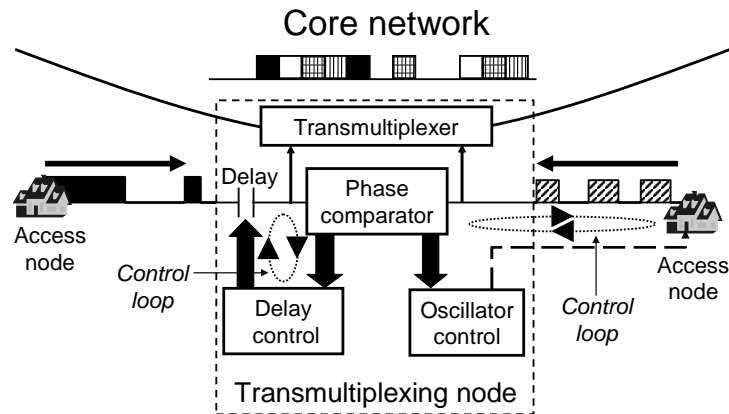 Core network
Transmultiplexer
Delay
Phase
comparator
Access
node
Access
node
Control
loop
Control
loop
Delay
control
Oscillator
control
Transmultiplexing node